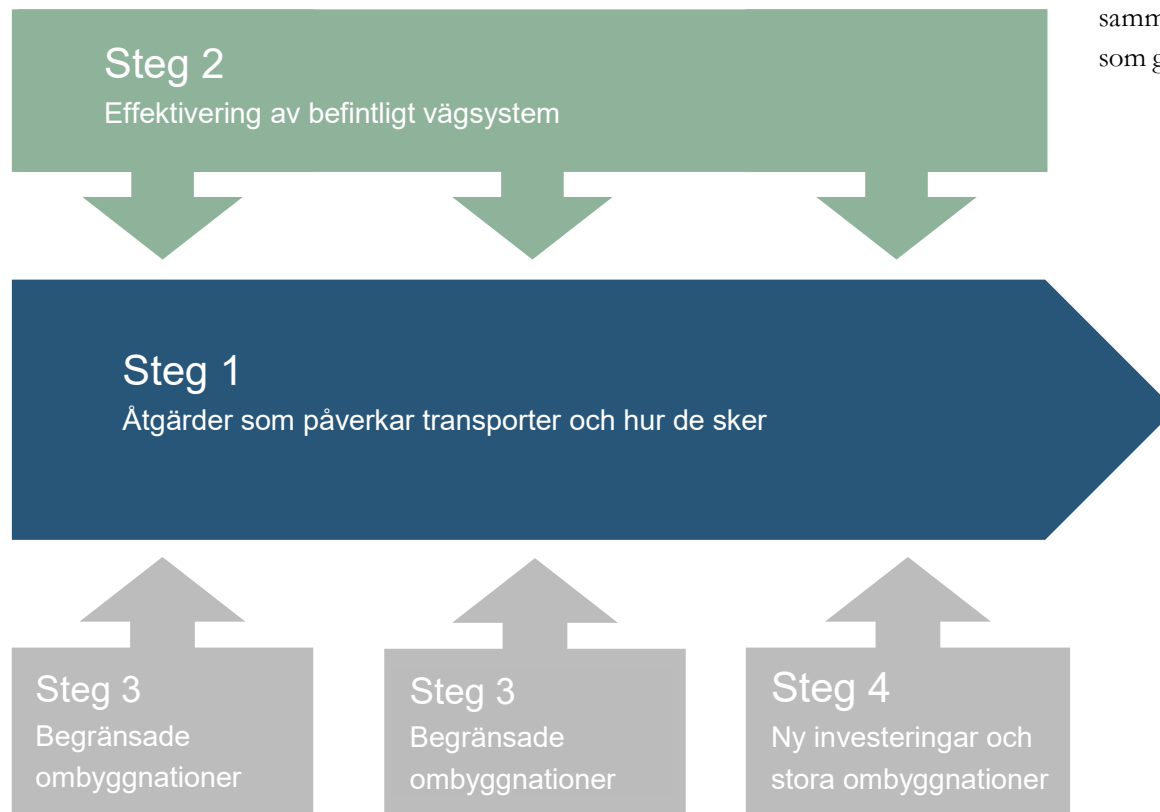 Steg 2
Effektivering av befintligt vägsystem
Steg 1
Åtgärder som påverkar transporter och hur de sker
Steg 3
Begränsade
ombyggnationer
Steg 3
Begränsade
ombyggnationer
Steg 4
Ny investeringar och
stora ombyggnationer
som